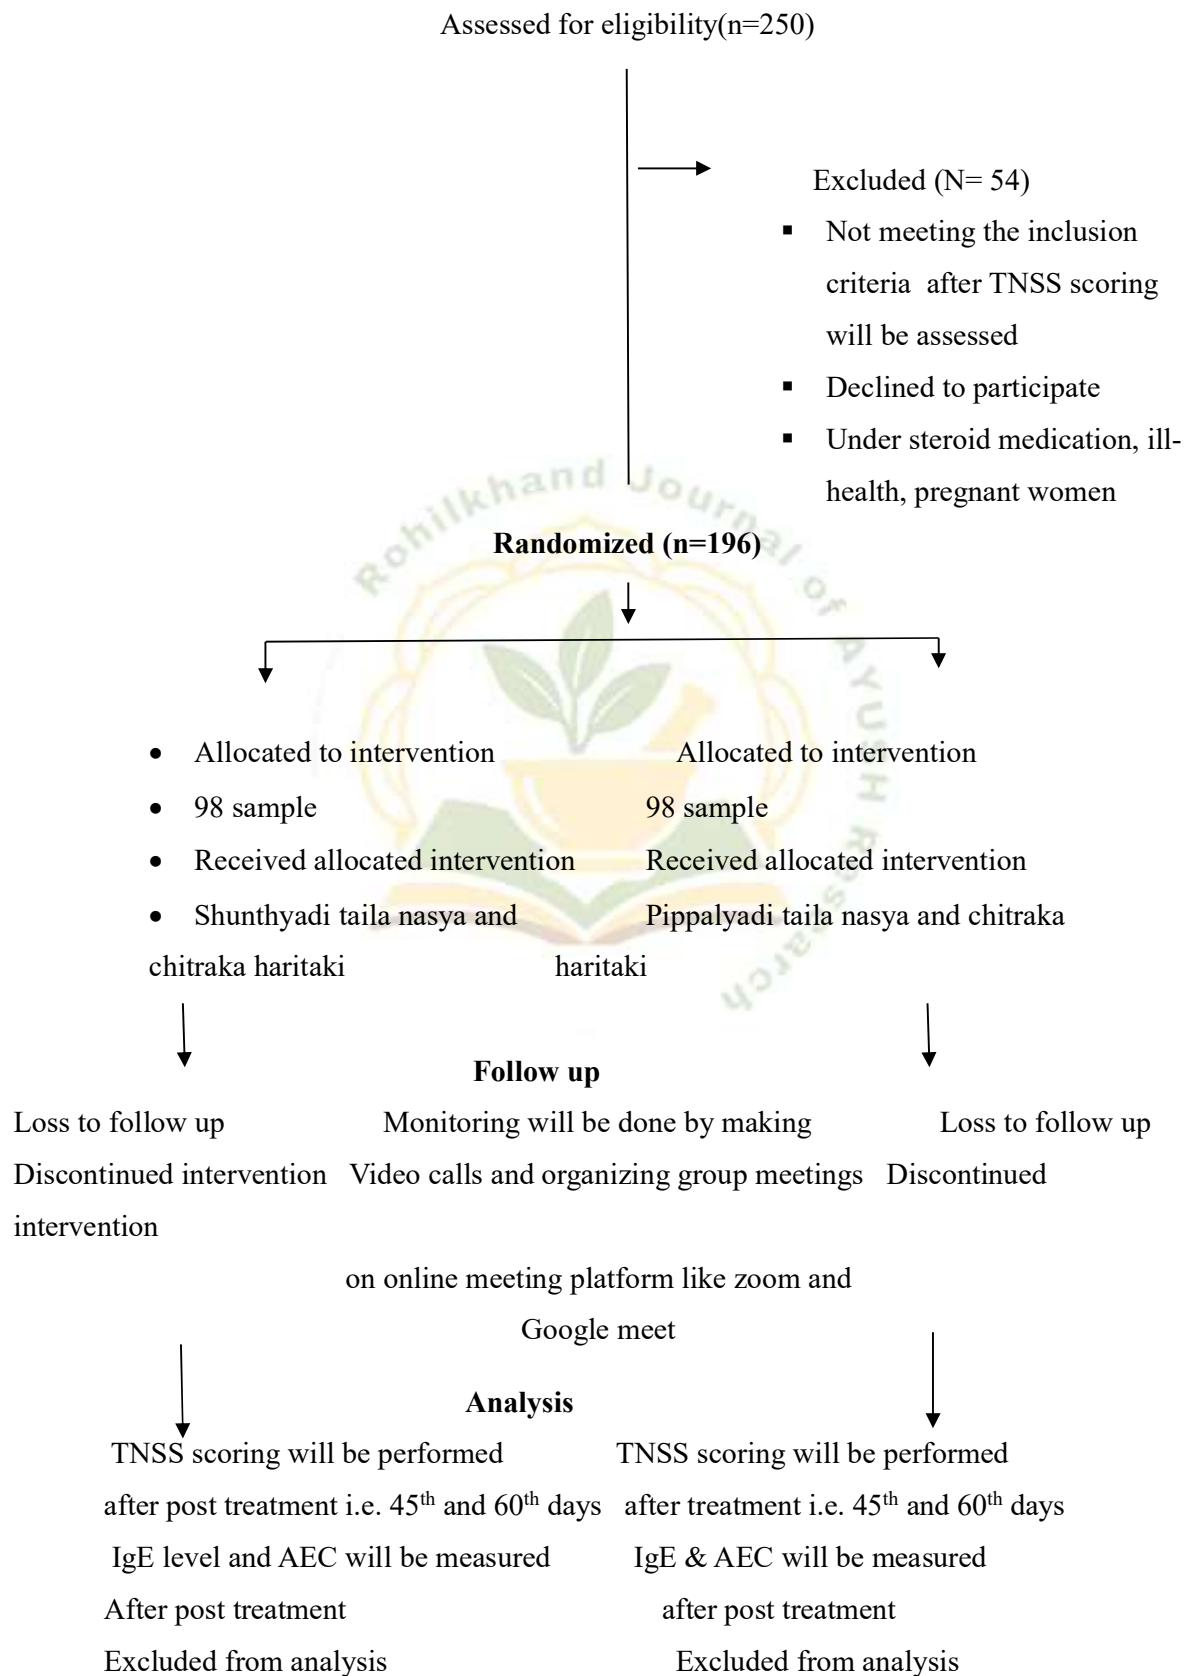 Assessed for eligibility(n=250)
Excluded (N= 54)
▪ Not meeting the inclusion
criteria after TNSS scoring
will be assessed
▪ Declined to participate
▪ Under steroid medication, ill-
health, pregnant women
Rohilkhand Journal of AYUSH Research
Randomized (n=196)
• Allocated to intervention Allocated to intervention
• 98 sample 98 sample
• Received allocated intervention Received allocated intervention
• Shunthyadi taila nasya and Pippalyadi taila nasya and chitraka
chitraka haritaki haritaki
Follow up
Loss to follow up Monitoring will be done by making Loss to follow up
Discontinued intervention Video calls and organizing group meetings Discontinued
intervention
on online meeting platform like zoom and
Google meet
Analysis
TNSS scoring will be performed TNSS scoring will be performed
after post treatment i.e. 45th and 60th days after treatment i.e. 45th and 60th days
IgE level and AEC will be measured IgE & AEC will be measured
After post treatment after post treatment
Excluded from analysis Excluded from analysis